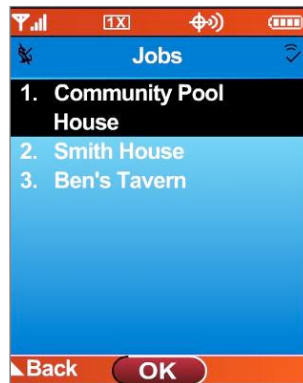 1X
Jobs
1. Community Pool
House
2. Smith House
3. Ben's Tavern
Back OK